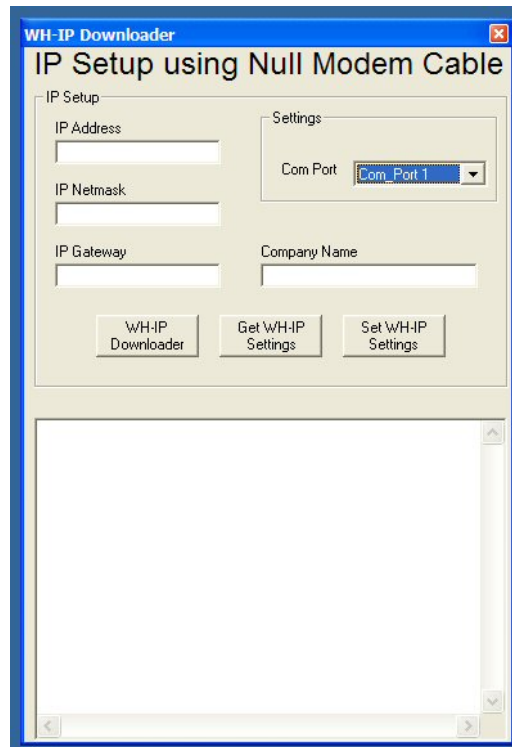 WH-IP Downloader
IP Setup using Null Modem Cable
IP Setup
IP Address
Settings
Com Port
Com_Port 1
IP Netmask
IP Gateway
Company Name
WH-IP
Downloader
Get WH-IP
Settings
Set WH-IP
Settings